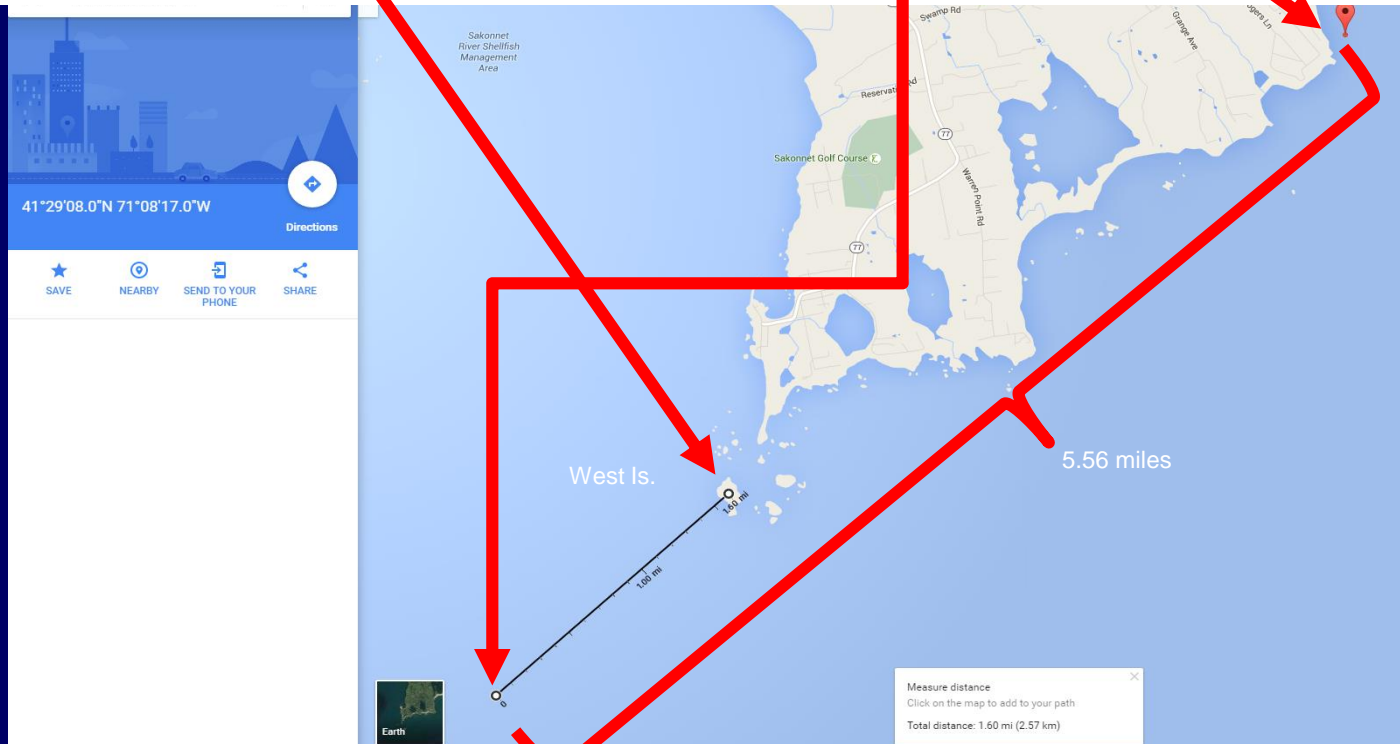 Sakonnet
River Shellfish
Management
Area
Swamp Rd
Grange Ave
Reservat
77
Sakonnet Golf Course
Warren Point Rd
77
41°29'08.0"N 71°08'17.0"W
Directions
SAVE
NEARBY
SEND TO YOUR
PHONE
SHARE
West Is.
5.56 miles
1.60 mi
1.00 mi
0
Earth
Measure distance
Click on the map to add to your path
Total distance: 1.60 mi (2.57 km)